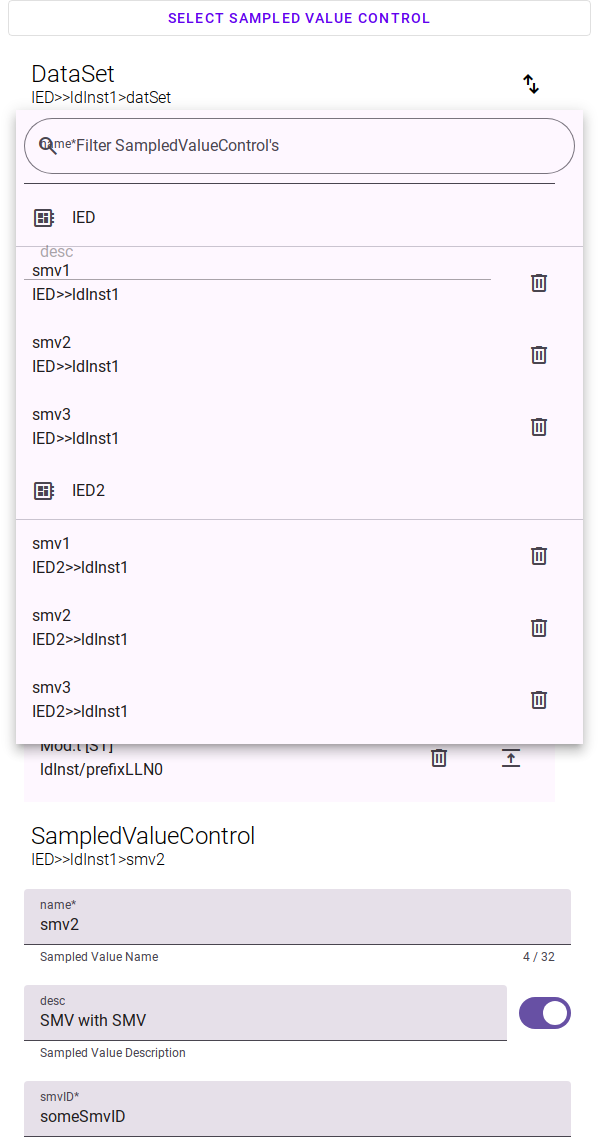 SELECT SAMPLED VALUE CONTROL
DataSet
IED>>ldInst1>datSet
name*
Filter SampledValueControl's
IED
desc
smv1
IED>>ldInst1
smv2
IED>>ldInst1
smv3
IED>>ldInst1
IED2
smv1
IED2>>ldInst1
smv2
IED2>>ldInst1
smv3
IED2>>ldInst1
Mod.t [ST]
ldInst/prefixLLN0
SampledValueControl
IED>>ldInst1>smv2
name*
smv2
Sampled Value Name 4 / 32
desc
SMV with SMV
Sampled Value Description
smvID*
someSmvID